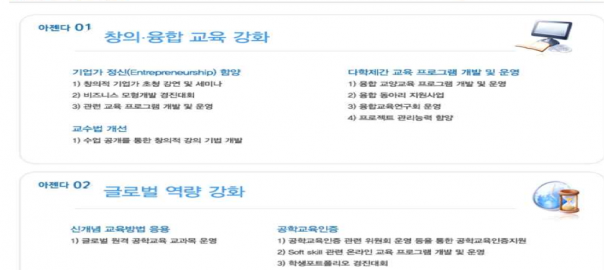 아젠다 01
창의·융합 교육 강화
기업가 정신(Entrepreneurship) 함양
1) 창의적 기업가 초청 강연 및 세미나
2) 비즈니스 모형개발 경진대회
3) 관련 교육 프로그램 개발 및 운영
교수법 개선
1) 수업 공개를 통한 창의적 강의 기법 개발
다학제간 교육 프로그램 개발 및 운영
1) 융합 교양교육 프로그램 개발 및 운영
2) 융합 동아리 지원사업
3) 융합교육연구회 운영
4) 프로젝트 관리능력 함양
아젠다 02
글로벌 역량 강화
신개념 교육방법 응용
1) 글로벌 원격 공학교육 교과목 운영
공학교육인증
1) 공학교육인증 관련 위원회 운영 등을 통한 공학교육인증지원
2) Soft skill 관련 온라인 교육 프로그램 개발 및 운영
3) 학생포트폴리오 경진대회